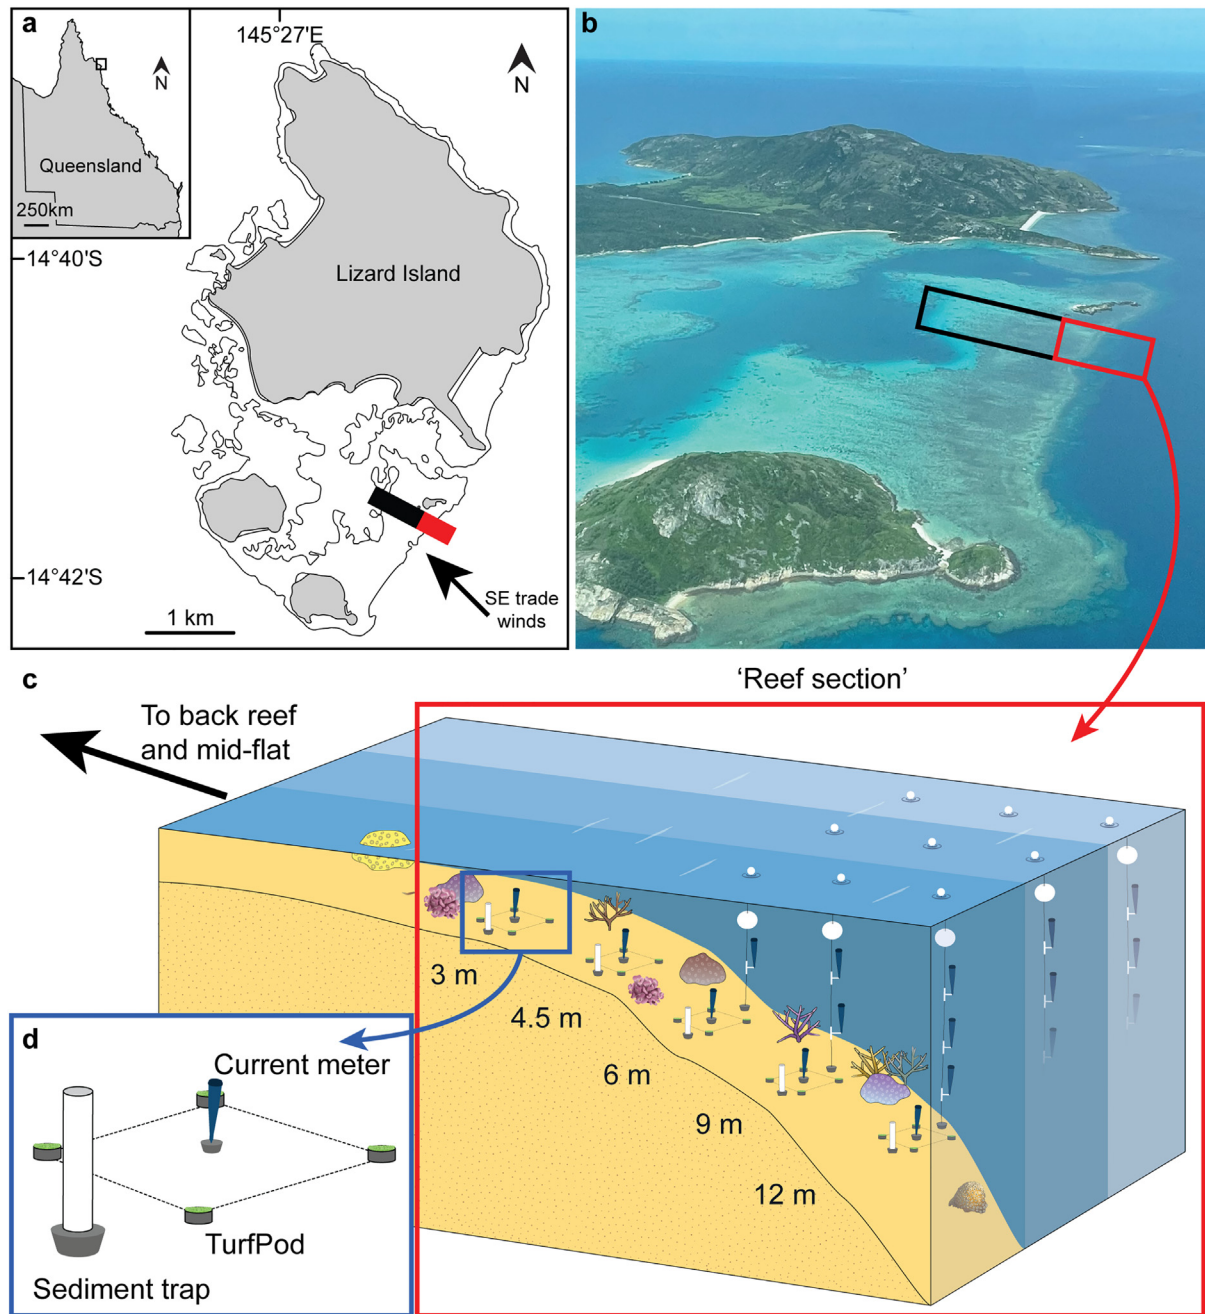 a
145°27'E
N
N
Queensland
250km
14°40'S
Lizard Island
14°42'S
1 km
SE trade
winds
b
c
'Reef section'
To back reef
and mid-flat
3 m
4.5 m
6 m
9 m
12 m
d
Current meter
TurfPod
Sediment trap